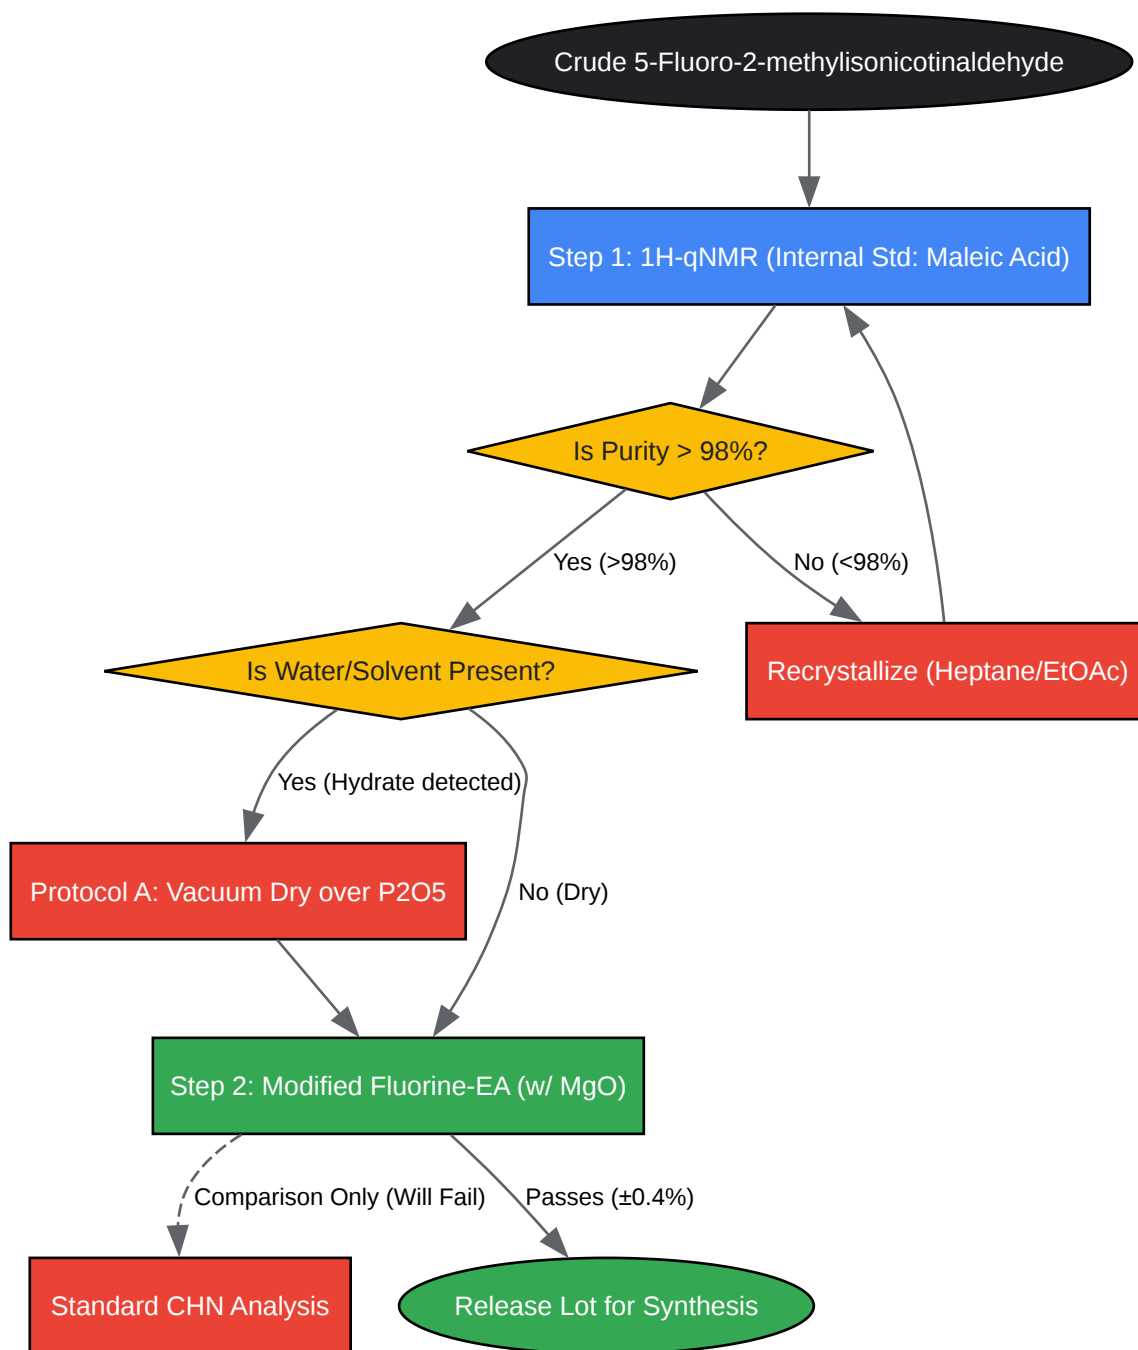 Crude 5-Fluoro-2-methylisonicotinaldehyde
Step 1: 1H-qNMR (Internal Std: Maleic Acid)
Is Purity > 98%?
Yes (>98%)
No (<98%)
Is Water/Solvent Present?
Recrystallize (Heptane/EtOAc)
Yes (Hydrate detected)
Protocol A: Vacuum Dry over P2O5
No (Dry)
Step 2: Modified Fluorine-EA (w/ MgO)
Comparison Only (Will Fail)
Passes (±0.4%)
Standard CHN Analysis
Release Lot for Synthesis